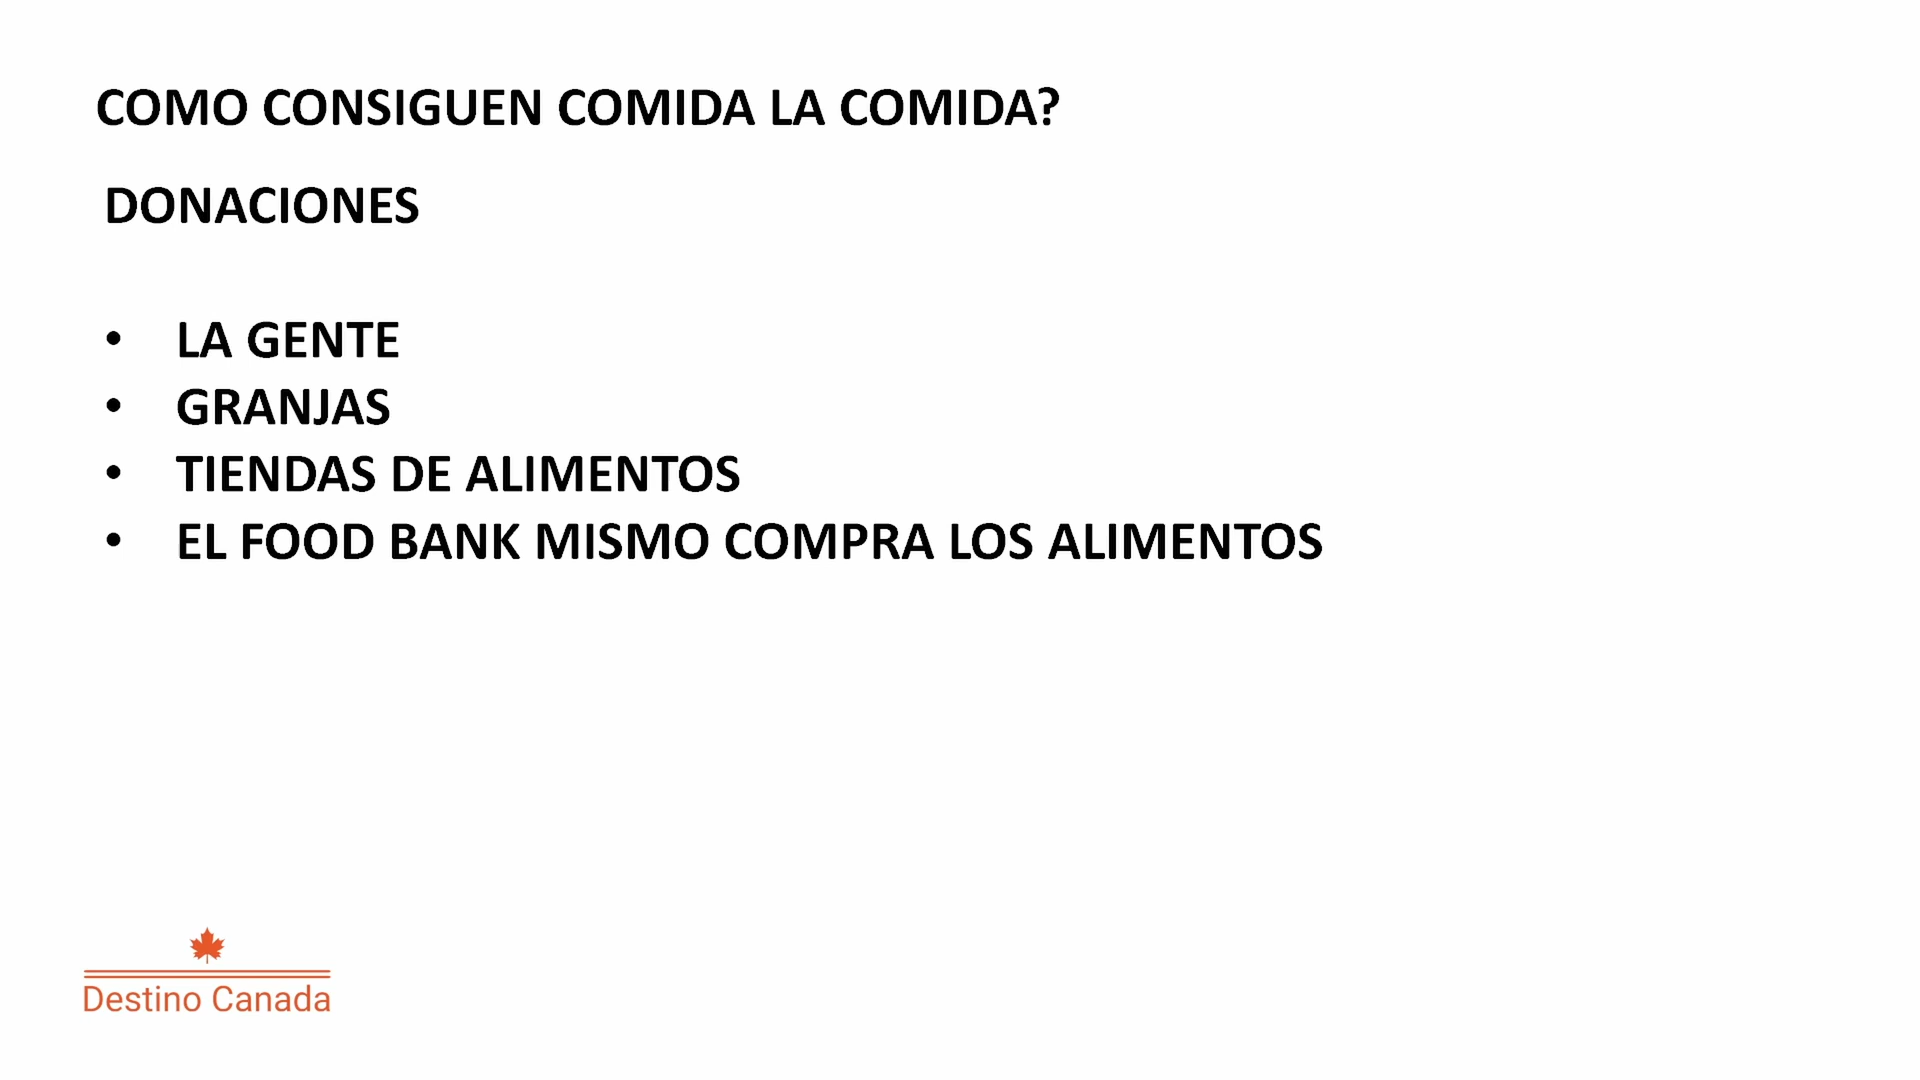 COMO CONSIGUEN COMIDA LA COMIDA?
DONACIONES
• LA GENTE
• GRANJAS
• TIENDAS DE ALIMENTOS
• EL FOOD BANK MISMO COMPRA LOS ALIMENTOS
Destino Canada